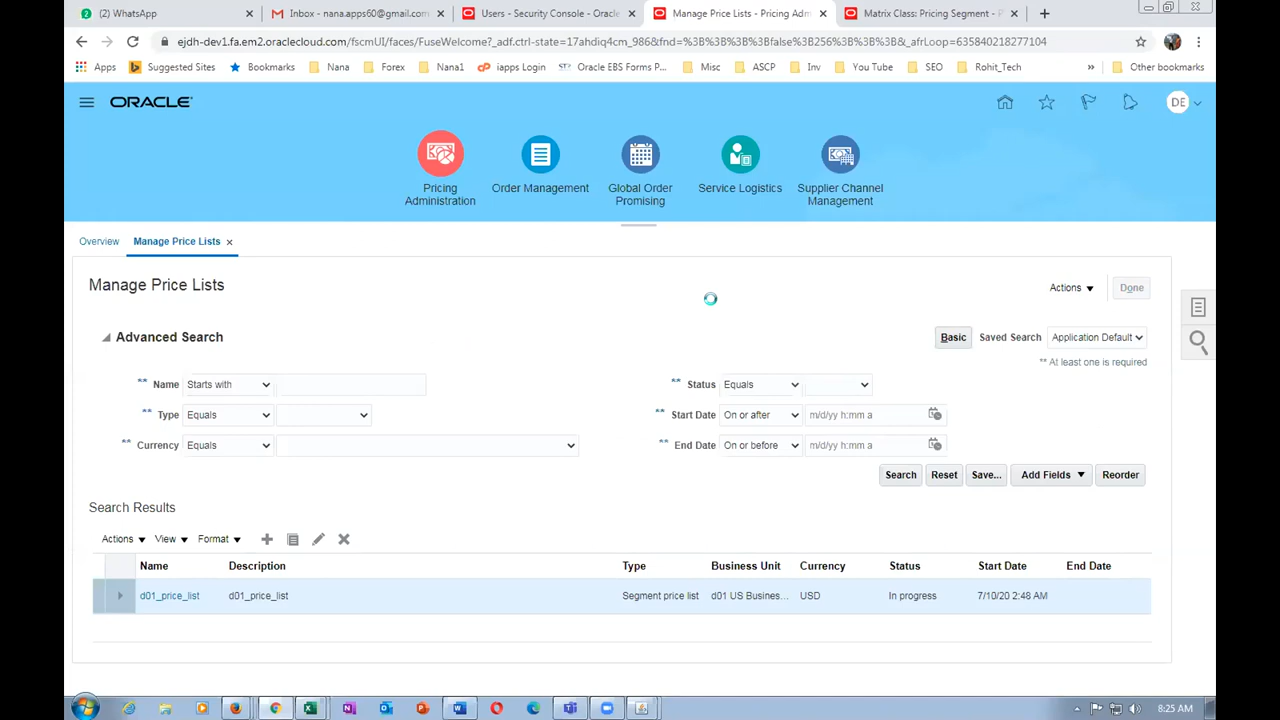 (2) WhatsApp
Inbox - nana.apps60@gmail.com
Users - Security Console - Oracle
Manage Price Lists - Pricing Adm
Matrix Class: Pricing Segment - P
ejdh-dev1.fa.em2.oraclecloud.com/fscmUI/faces/FuseWelcome?_adf.ctrl-state=17ahdiq4cm_986&fnd=%3B%3B%3B%3Bfalse%3B256%3B%3B%3B&_afrLoop=635840218277104
Apps Suggested Sites Bookmarks Nana Forex Nana1 iapps Login Oracle EBS Forms P... Misc ASCP Inv You Tube SEO Rohit_Tech » Other bookmarks
ORACLE
DE
Pricing Administration
Order Management
Global Order Promising
Service Logistics
Supplier Channel Management
Overview Manage Price Lists
Manage Price Lists
Actions Done
Advanced Search
Basic Saved Search Application Default
** At least one is required
** Name Starts with
** Status Equals
** Type Equals
** Start Date On or after m/d/yy h:mm a
** Currency Equals
** End Date On or before m/d/yy h:mm a
Search Reset Save... Add Fields Reorder
Search Results
Actions View Format
Name Description Type Business Unit Currency Status Start Date End Date
d01_price_list d01_price_list Segment price list d01 US Busines... USD In progress 7/10/20 2:48 AM
8:25 AM